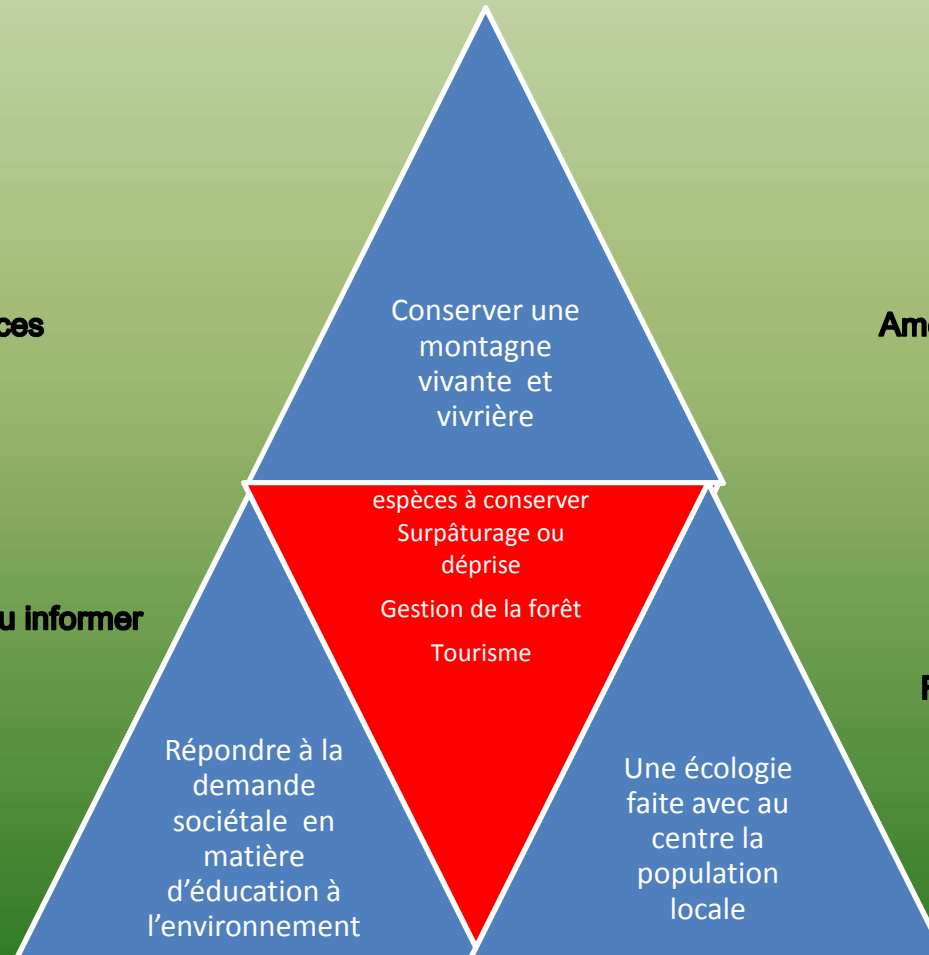 Conserver une
montagne
vivante et
vivrière
espèces à conserver
Surpâturage ou
déprise
Gestion de la forêt
Tourisme
informer
Répondre à la
demande
sociétale en
matière
d'éducation à
l'environnement
Une écologie
faite avec au
centre la
population
locale